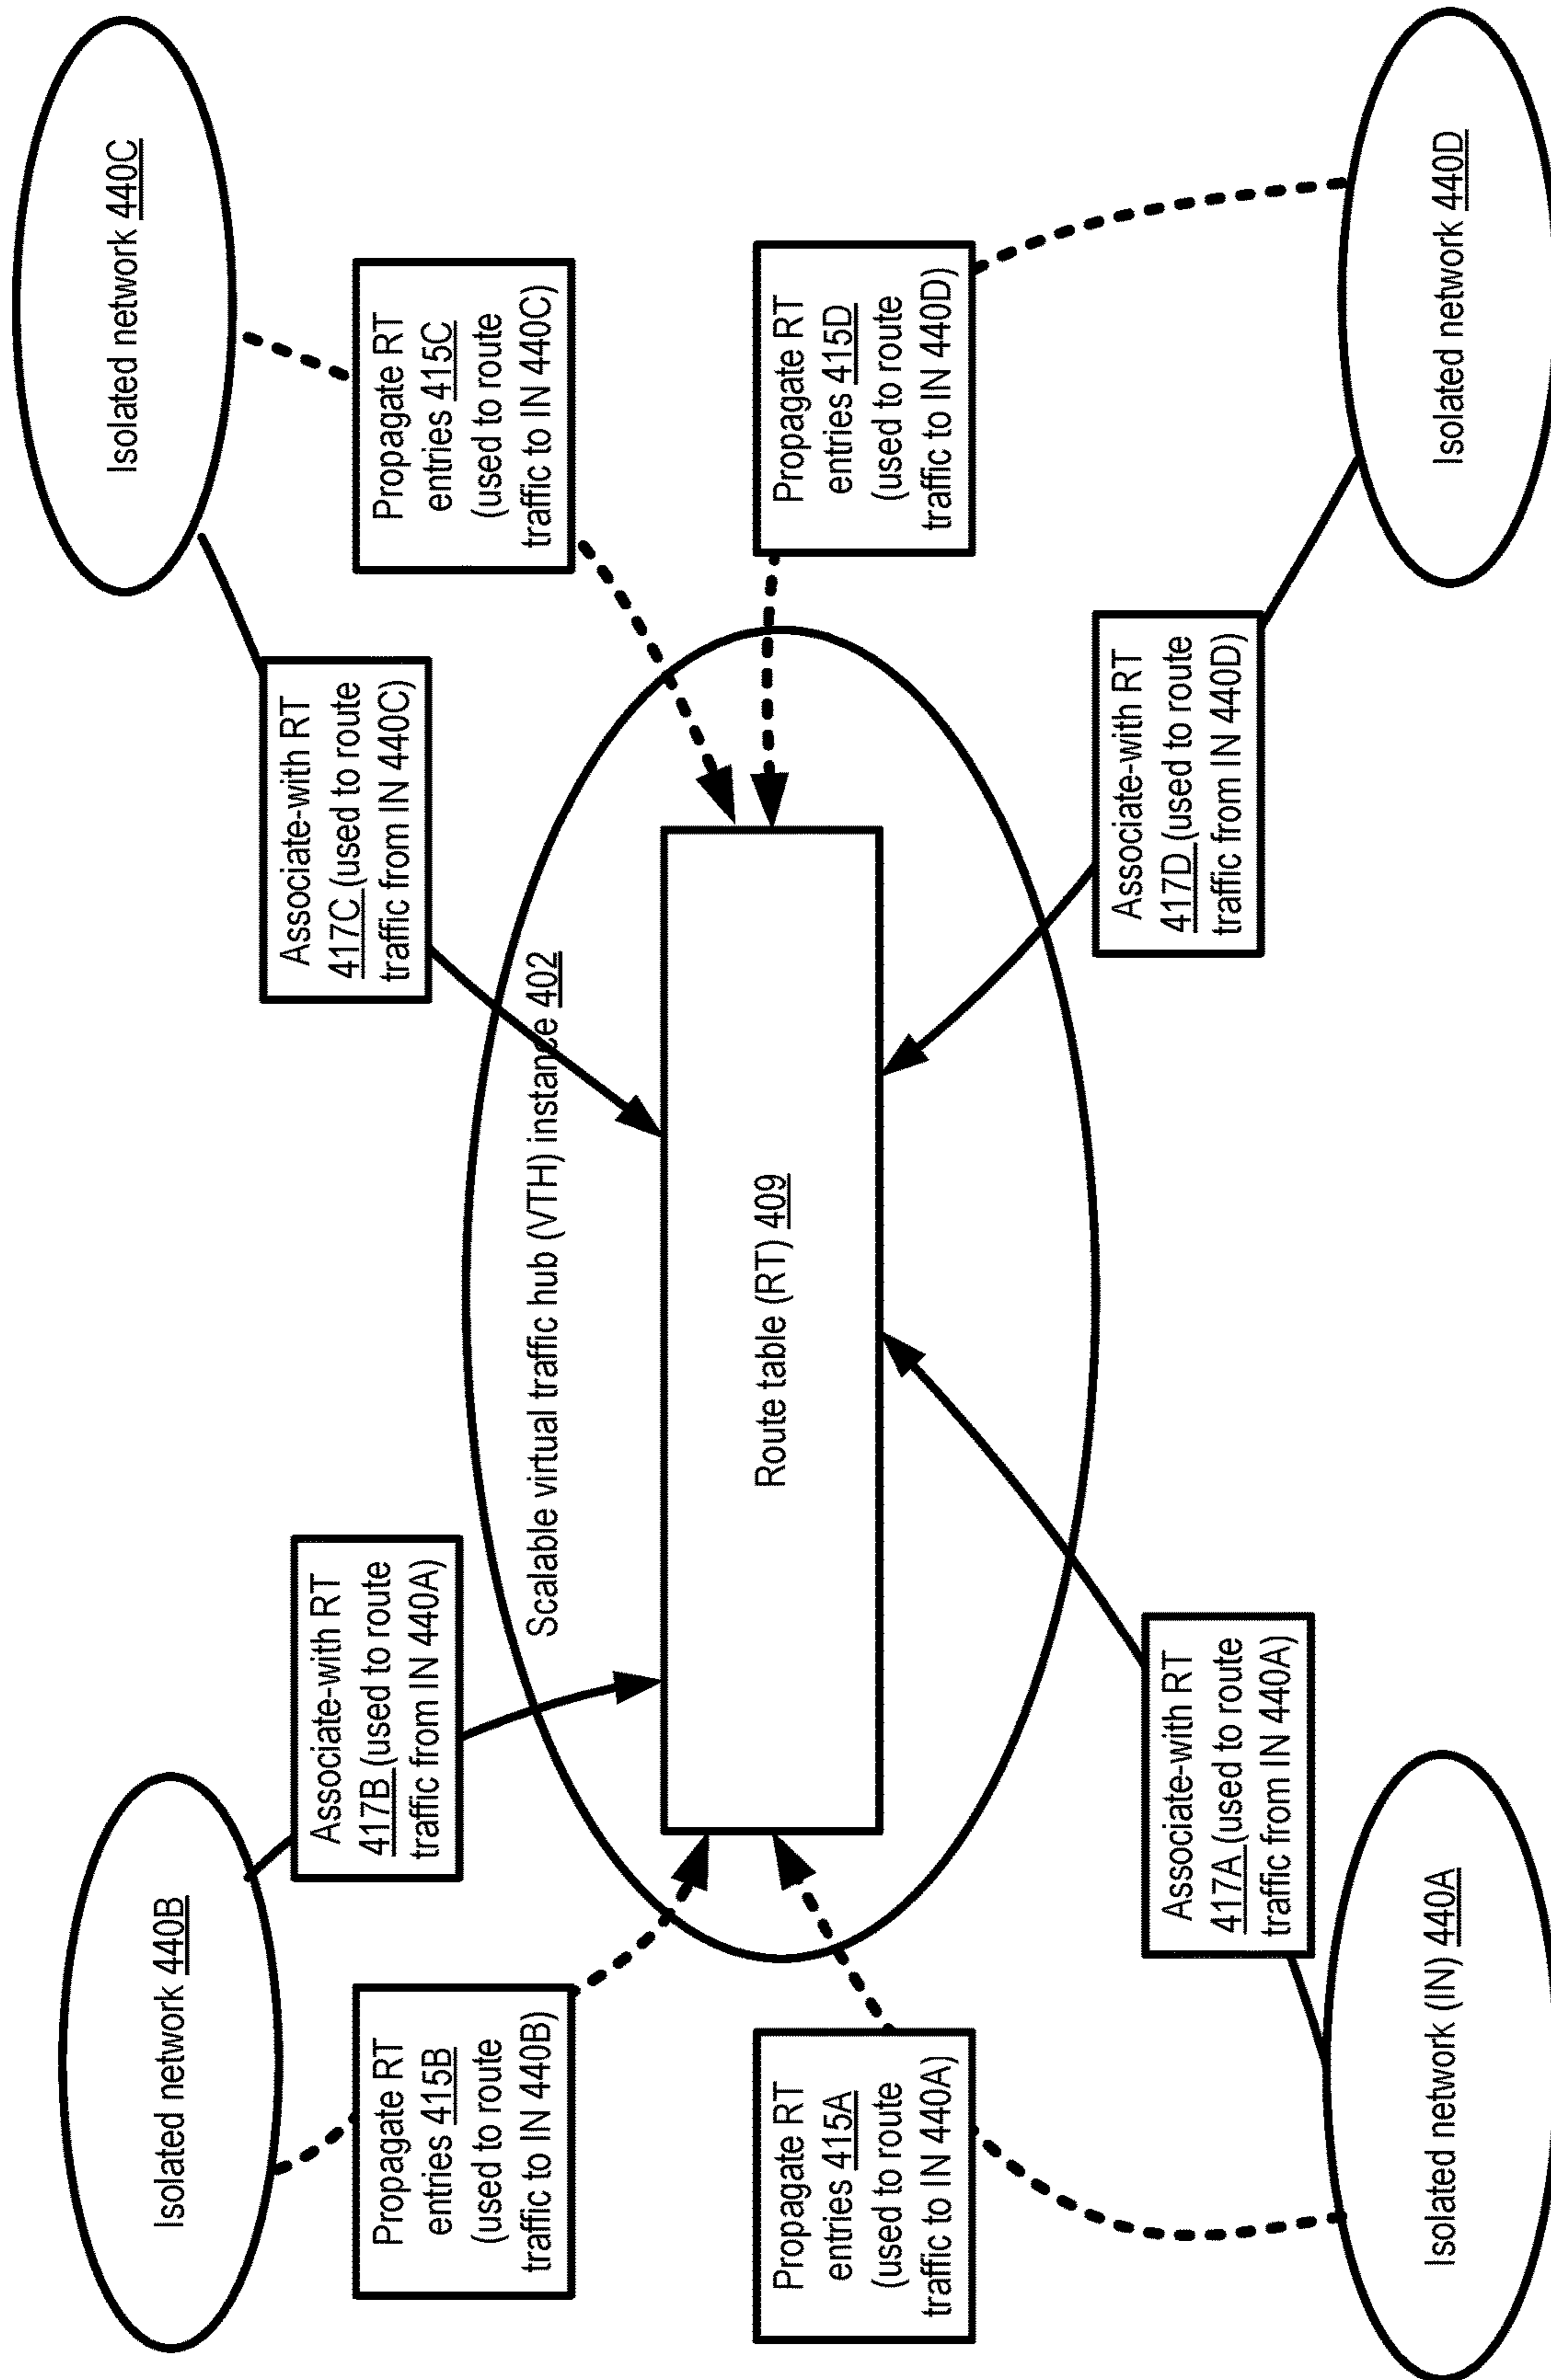 Isolated network 440B
Isolated network 440C
Associate-with RT
417B (used to route
traffic from IN 440A)
Associate-with RT
417C (used to route
traffic from IN 440C)
Propagate RT
entries 415B
(used to route
traffic to IN 440B)
Propagate RT
entries 415C
(used to route
traffic to IN 440C)
Scalable virtual traffic hub (VTH) instance 402
Route table (RT) 409
Propagate RT
entries 415A
(used to route
traffic to IN 440A)
Propagate RT
entries 415D
(used to route
traffic to IN 440D)
Associate-with RT
417A (used to route
traffic from IN 440A)
Associate-with RT
417D (used to route
traffic from IN 440D)
Isolated network (IN) 440A
Isolated network 440D